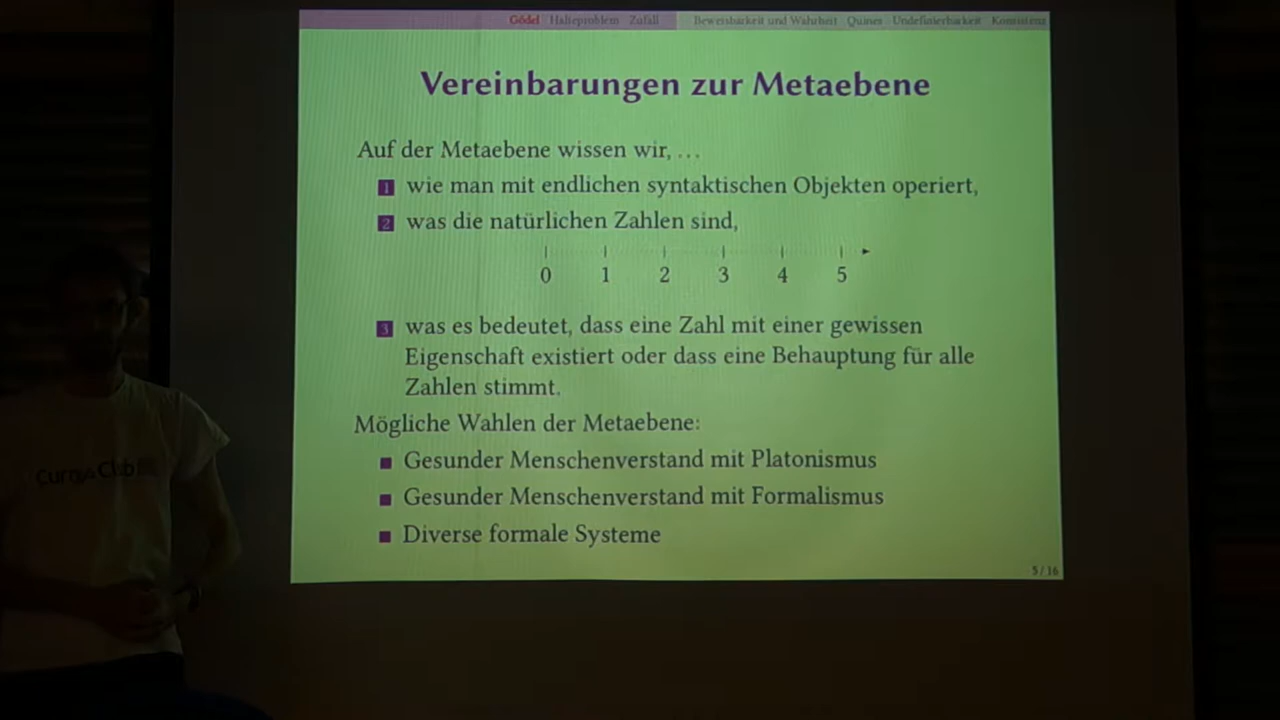 Gödel Halteproblem Zufall Beweisbarkeit und Wahrheit Quines Undefinierbarkeit Konsistenz
Vereinbarungen zur Metaebene
Auf der Metaebene wissen wir, …
1 wie man mit endlichen syntaktischen Objekten operiert,
2 was die natürlichen Zahlen sind,
0 1 2 3 4 5
3 was es bedeutet, dass eine Zahl mit einer gewissen
Eigenschaft existiert oder dass eine Behauptung für alle
Zahlen stimmt.
Mögliche Wahlen der Metaebene:
Gesunder Menschenverstand mit Platonismus
Gesunder Menschenverstand mit Formalismus
Diverse formale Systeme
5 / 16
Club